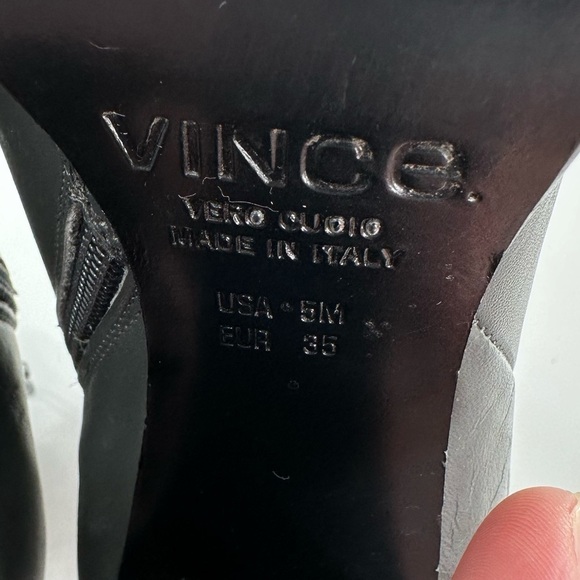 VINce.
VERO CUOIO
MADE IN ITALY
USA • 5M
EUR 35